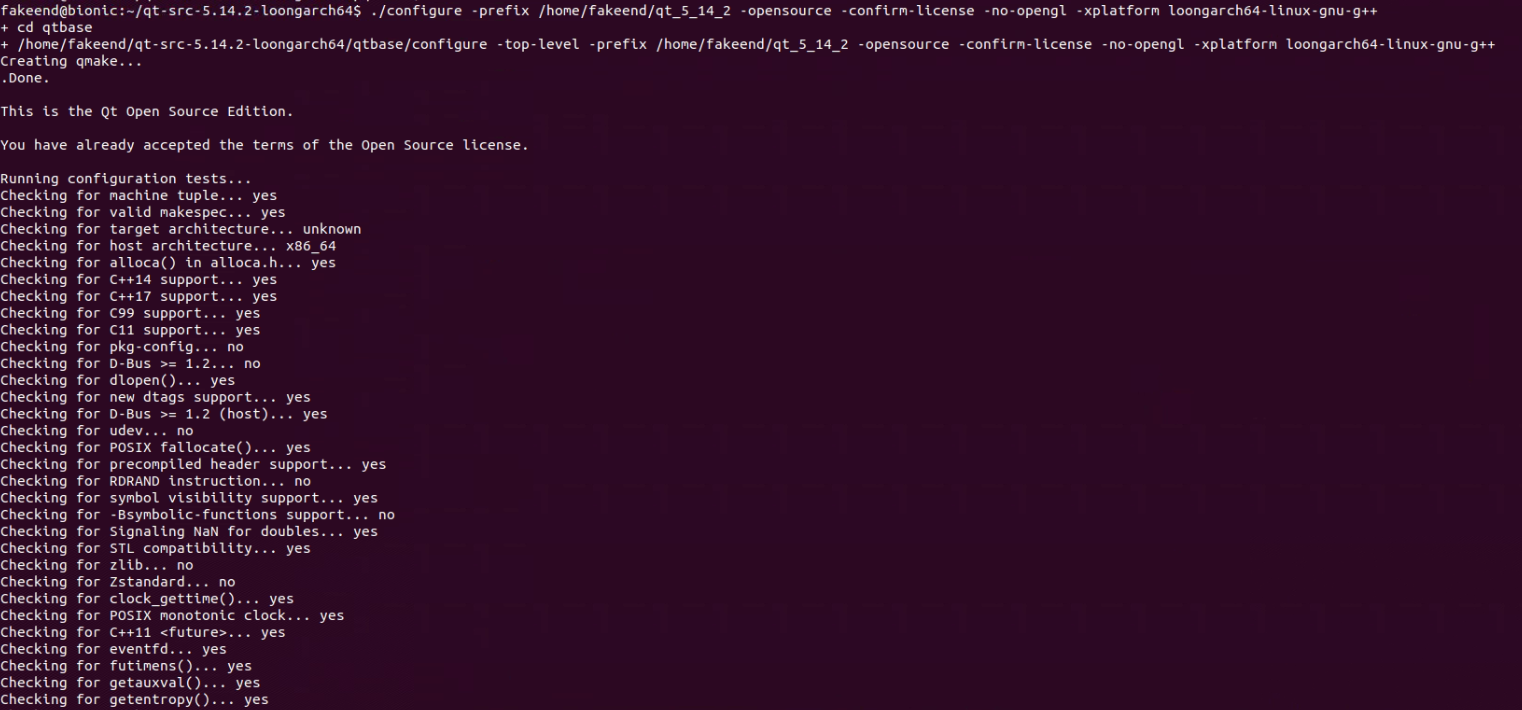 fakeend@bionic:~/qt-src-5.14.2-loongarch64$ ./configure -prefix /home/fakeend/qt_5_14_2 -opensource -confirm-license -no-opengl -xplatform loongarch64-linux-gnu-g++
+ cd qtbase
+ /home/fakeend/qt-src-5.14.2-loongarch64/qtbase/configure -top-level -prefix /home/fakeend/qt_5_14_2 -opensource -confirm-license -no-opengl -xplatform loongarch64-linux-gnu-g++
Creating qmake...
.Done.
This is the Qt Open Source Edition.
You have already accepted the terms of the Open Source license.
Running configuration tests...
Checking for machine tuple... yes
Checking for valid makespec... yes
Checking for target architecture... unknown
Checking for host architecture... x86_64
Checking for alloca() in alloca.h... yes
Checking for C++14 support... yes
Checking for C++17 support... yes
Checking for C99 support... yes
Checking for C11 support... yes
Checking for pkg-config... no
Checking for D-Bus >= 1.2... no
Checking for dlopen()... yes
Checking for new dtags support... yes
Checking for D-Bus >= 1.2 (host)... yes
Checking for udev... no
Checking for POSIX fallocate()... yes
Checking for precompiled header support... yes
Checking for RDRAND instruction... no
Checking for symbol visibility support... yes
Checking for -Bsymbolic-functions support... no
Checking for Signaling NaN for doubles... yes
Checking for STL compatibility... yes
Checking for zlib... no
Checking for Zstandard... no
Checking for clock_gettime()... yes
Checking for POSIX monotonic clock... yes
Checking for C++11 <future>... yes
Checking for eventfd... yes
Checking for futimens()... yes
Checking for getauxval()... yes
Checking for getentropy()... yes